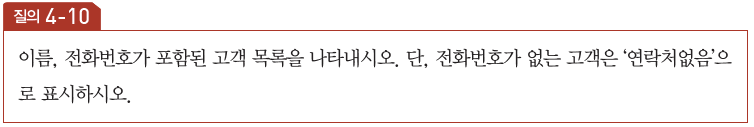 질의 4-10
이름, 전화번호가 포함된 고객 목록을 나타내시오. 단, 전화번호가 없는 고객은 ‘연락처없음’으
로 표시하시오.